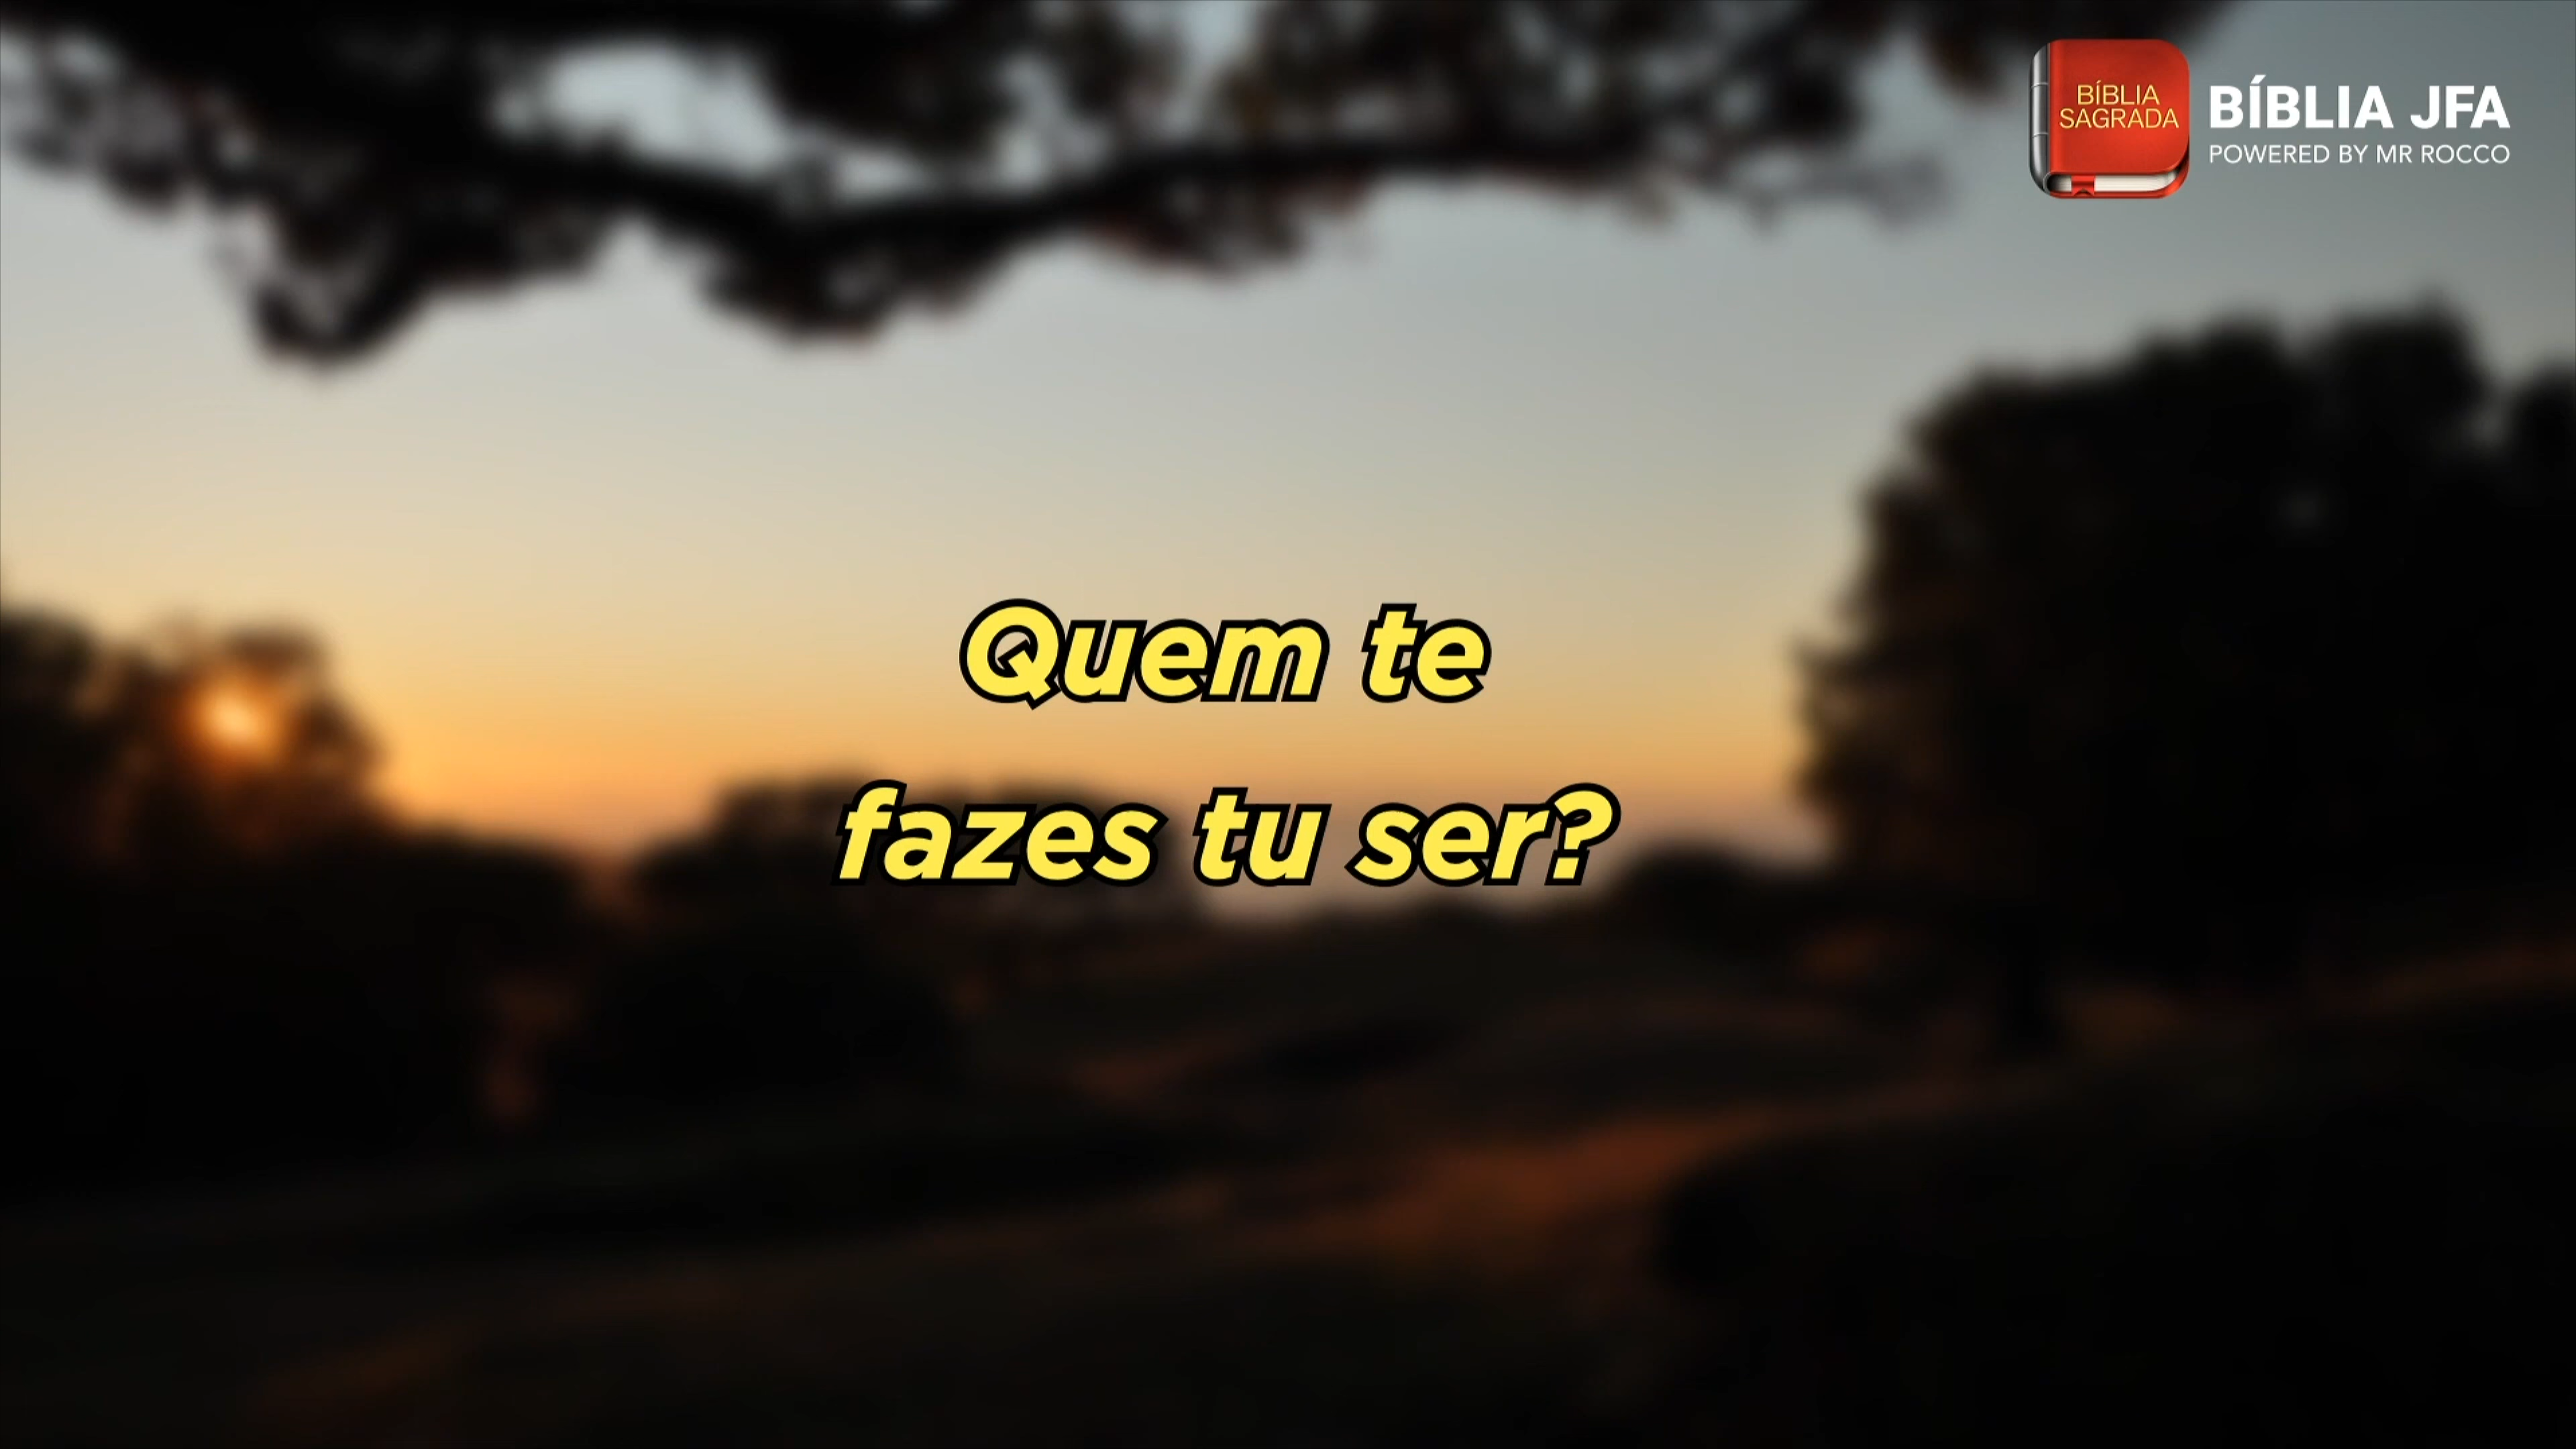 BÍBLIA
SAGRADA
BÍBLIA JFA
POWERED BY MR ROCCO
Quem te
fazes tu ser?